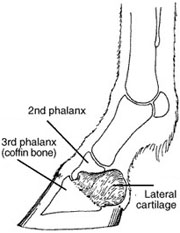 2nd phalanx
3rd phalanx
(coffin bone)
Lateral
cartilage